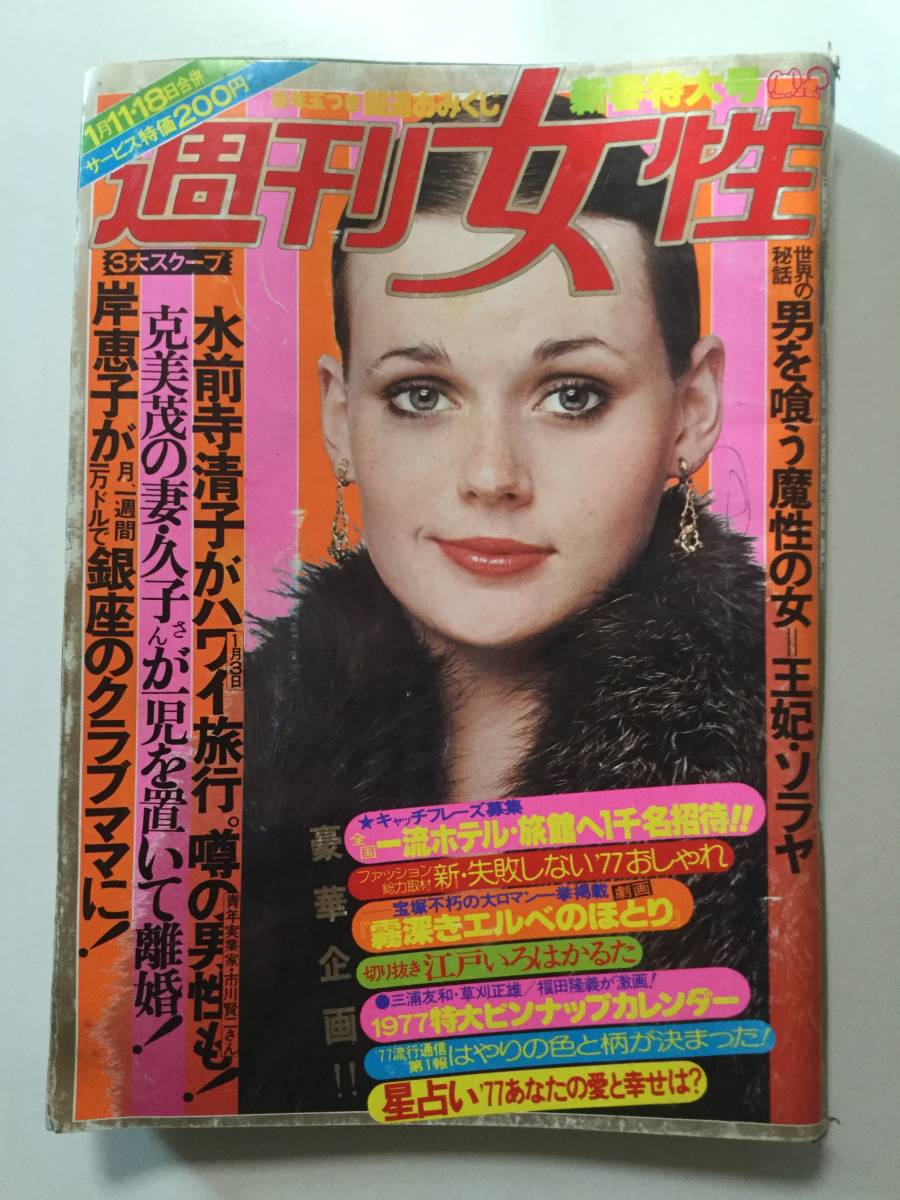 1月11・18日合併
サービス特価200円
開運おみくじ
新春特大号
週刊女性
3大スクープ
世界の秘話
男を喰う魔性の女=王妃・ソラヤ
水前寺清子が1月3日ハワイ旅行。噂の男性も!
青年実業家・市川賢二さん
克美茂の妻・久子さんが一児を置いて離婚!
岸恵子が月、一週間一万ドルで銀座のクラブママに!
豪華企画!!
★キャッチフレーズ募集
全国一流ホテル・旅館へ1千名招待!!
ファッション総力取材 新・失敗しない'77おしゃれ
宝塚不朽の大ロマン一挙掲載 劇画
『霧深きエルベのほとり』
切り抜き 江戸いろはかるた
●三浦友和・草刈正雄/福田隆義が激画!
1977特大ピンナップカレンダー
'77流行通信第1報 はやりの色と柄が決まった!
星占い'77あなたの愛と幸せは?